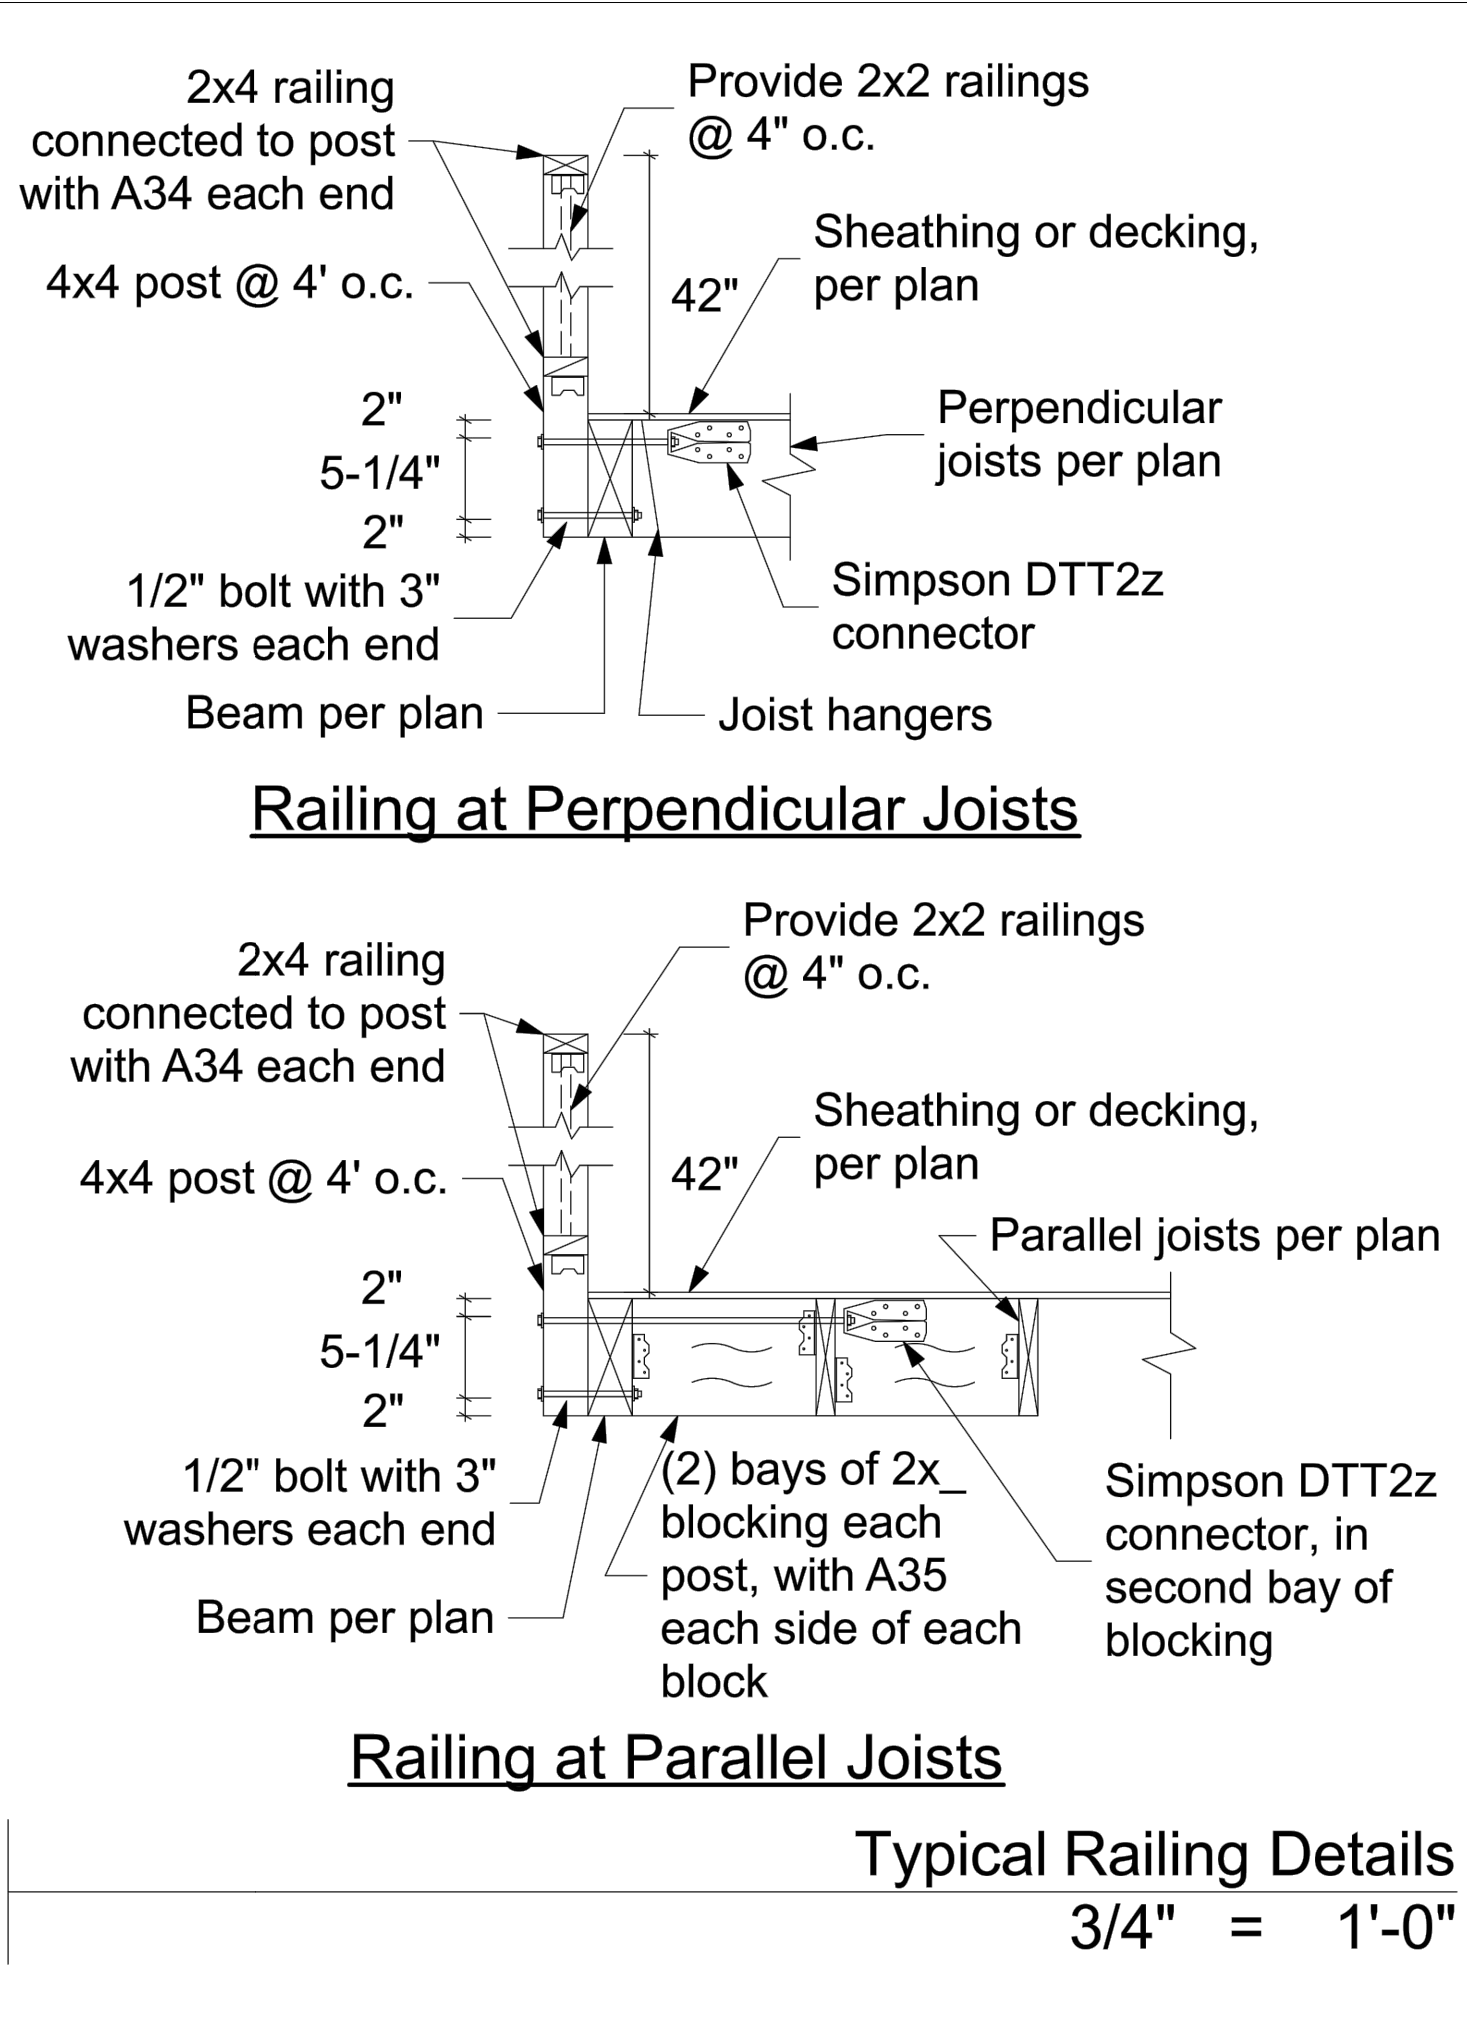 2x4 railing
connected to post
with A34 each end
Provide 2x2 railings
@ 4" o.c.
Sheathing or decking,
per plan
4x4 post @ 4' o.c.
42"
2"
5-1/4"
2"
Perpendicular
joists per plan
1/2" bolt with 3"
washers each end
Simpson DTT2z
connector
Beam per plan
Joist hangers
Railing at Perpendicular Joists
Provide 2x2 railings
@ 4" o.c.
2x4 railing
connected to post
with A34 each end
Sheathing or decking,
per plan
4x4 post @ 4' o.c.
42"
Parallel joists per plan
2"
5-1/4"
2"
1/2" bolt with 3"
washers each end
(2) bays of 2x_
blocking each
post, with A35
each side of each
block
Simpson DTT2z
connector, in
second bay of
blocking
Beam per plan
Railing at Parallel Joists
Typical Railing Details
3/4" = 1'-0"